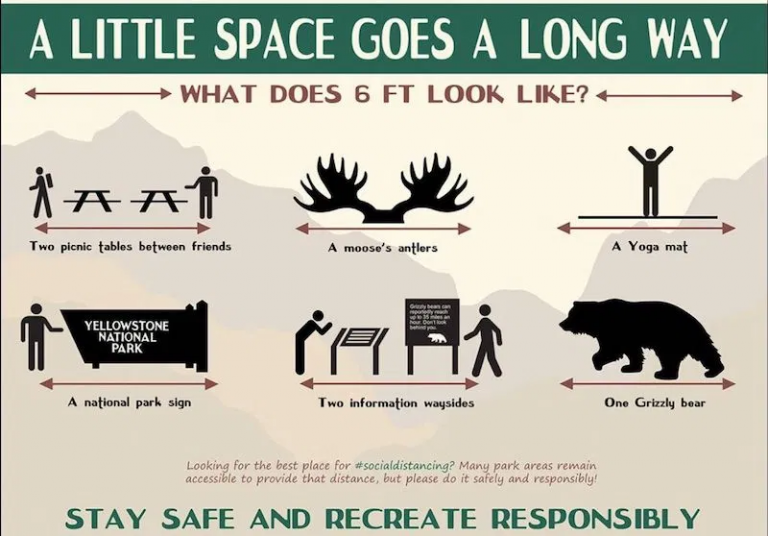 A LITTLE SPACE GOES A LONG WAY
WHAT DOES 6 FT LOOK LIKE?
Two picnic tables between friends
A moose's antlers
A Yoga mat
YELLOWSTONE
NATIONAL
PARK
Grizzly bears can
reportedly reach
up to 35 miles an
hour. Don't look
behind you.
A national park sign
Two information waysides
One Grizzly bear
Looking for the best place for #socialdistancing? Many park areas remain
accessible to provide that distance, but please do it safely and responsibly!
STAY SAFE AND RECREATE RESPONSIBLY